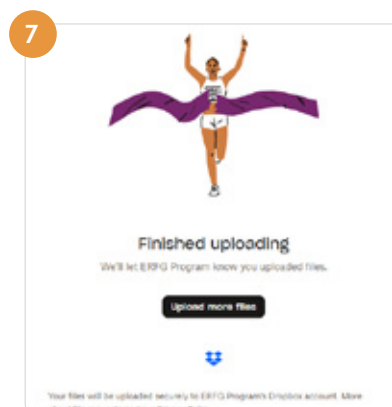 7
Finished uploading
We'll let ERFG Program know you uploaded files.
Upload more files
Your files will be uploaded securely to ERFG Program's Dropbox account. More